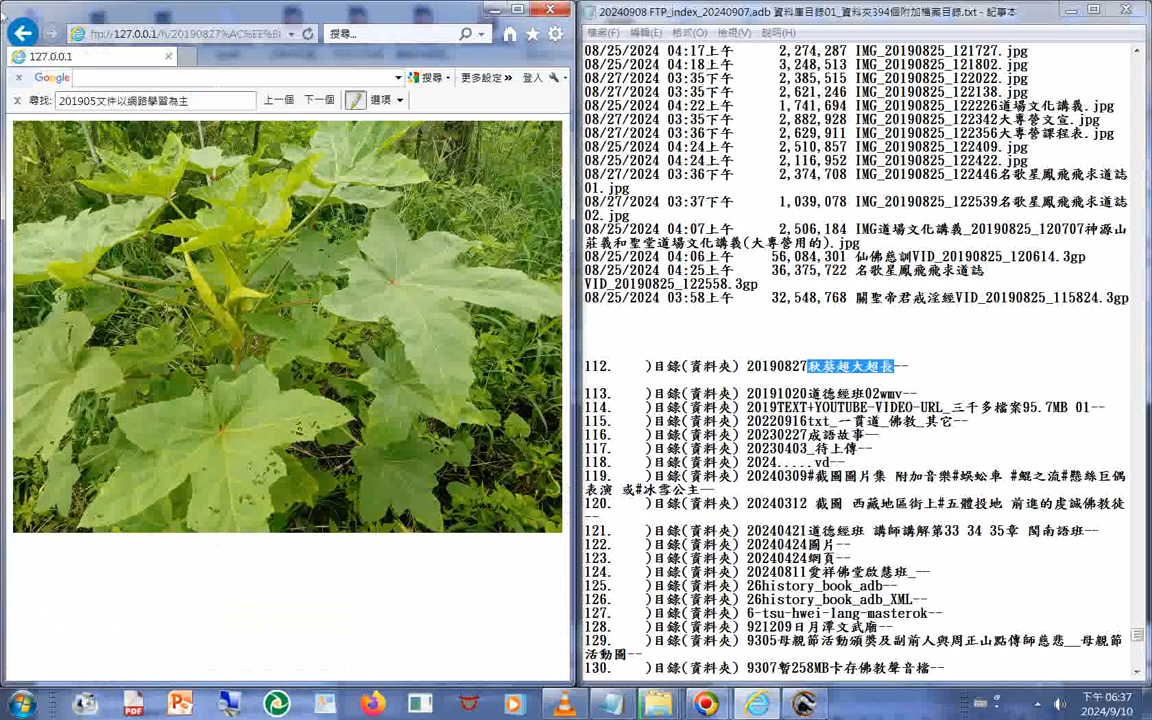 ftp://127.0.0.1/h/20190827%AC%EE%BI
搜尋...
127.0.0.1
x Google 搜尋 更多設定 » 登入
x 尋找: 201905文件以網路學習為主 上一個 下一個 選項
20240908 FTP_index_20240907.adb 資料庫目錄01_資料夾394個附加檔案目錄.txt - 記事本
檔案(F) 編輯(E) 格式(O) 檢視(V) 說明(H)
08/25/2024 04:17上午 2,274,287 IMG_20190825_121727.jpg
08/25/2024 04:18上午 3,248,513 IMG_20190825_121802.jpg
08/27/2024 03:35下午 2,385,515 IMG_20190825_122022.jpg
08/27/2024 03:35下午 2,621,246 IMG_20190825_122138.jpg
08/25/2024 04:22上午 1,741,694 IMG_20190825_122226道場文化講義.jpg
08/27/2024 03:35下午 2,882,928 IMG_20190825_122342大專營文宣.jpg
08/27/2024 03:36下午 2,629,911 IMG_20190825_122356大專營課程表.jpg
08/25/2024 04:24上午 2,510,857 IMG_20190825_122409.jpg
08/25/2024 04:24上午 2,116,952 IMG_20190825_122422.jpg
08/27/2024 03:36下午 2,374,708 IMG_20190825_122446名歌星鳳飛飛求道誌
01.jpg
08/27/2024 03:37下午 1,039,078 IMG_20190825_122539名歌星鳳飛飛求道誌
02.jpg
08/25/2024 04:07上午 2,506,184 IMG道場文化講義_20190825_120707神源山
莊義和聖堂道場文化講義(大專營用的).jpg
08/25/2024 04:06上午 56,084,301 仙佛慈訓VID_20190825_120614.3gp
08/25/2024 04:25上午 36,375,722 名歌星鳳飛飛求道誌
VID_20190825_122558.3gp
08/25/2024 03:58上午 32,548,768 關聖帝君戒淫經VID_20190825_115824.3gp
112. )目錄(資料夾) 20190827秋葵超大超長--
113. )目錄(資料夾) 20191020道德經班02wmv--
114. )目錄(資料夾) 2019TEXT+YOUTUBE-VIDEO-URL_三千多檔案95.7MB 01--
115. )目錄(資料夾) 20220916txt_一貫道_佛教_其它--
116. )目錄(資料夾) 20230227成語故事--
117. )目錄(資料夾) 20230403_待上傳--
118. )目錄(資料夾) 2024.....vd--
119. )目錄(資料夾) 20240309#截圖圖片集 附加音樂#蜈蚣車 #鯤之流#懸絲巨偶
表演 或#冰雪公主--
120. )目錄(資料夾) 20240312 截圖 西藏地區街上#五體投地 前進的虔誠佛教徒
--
121. )目錄(資料夾) 20240421道德經班 講師講解第33 34 35章 閩南語班--
122. )目錄(資料夾) 20240424圖片--
123. )目錄(資料夾) 20240424網頁--
124. )目錄(資料夾) 20240811愛祥佛堂啟慧班_--
125. )目錄(資料夾) 26history_book_adb--
126. )目錄(資料夾) 26history_book_adb_XML--
127. )目錄(資料夾) 6-tsu-hwei-lang-masterok--
128. )目錄(資料夾) 921209日月潭文武廟--
129. )目錄(資料夾) 9305母親節活動頒獎及副前人與周正山點傳師慈悲__母親節
活動圖--
130. )目錄(資料夾) 9307暫258MB卡存佛教聲音檔--
PDF
下午 06:37
2024/9/10